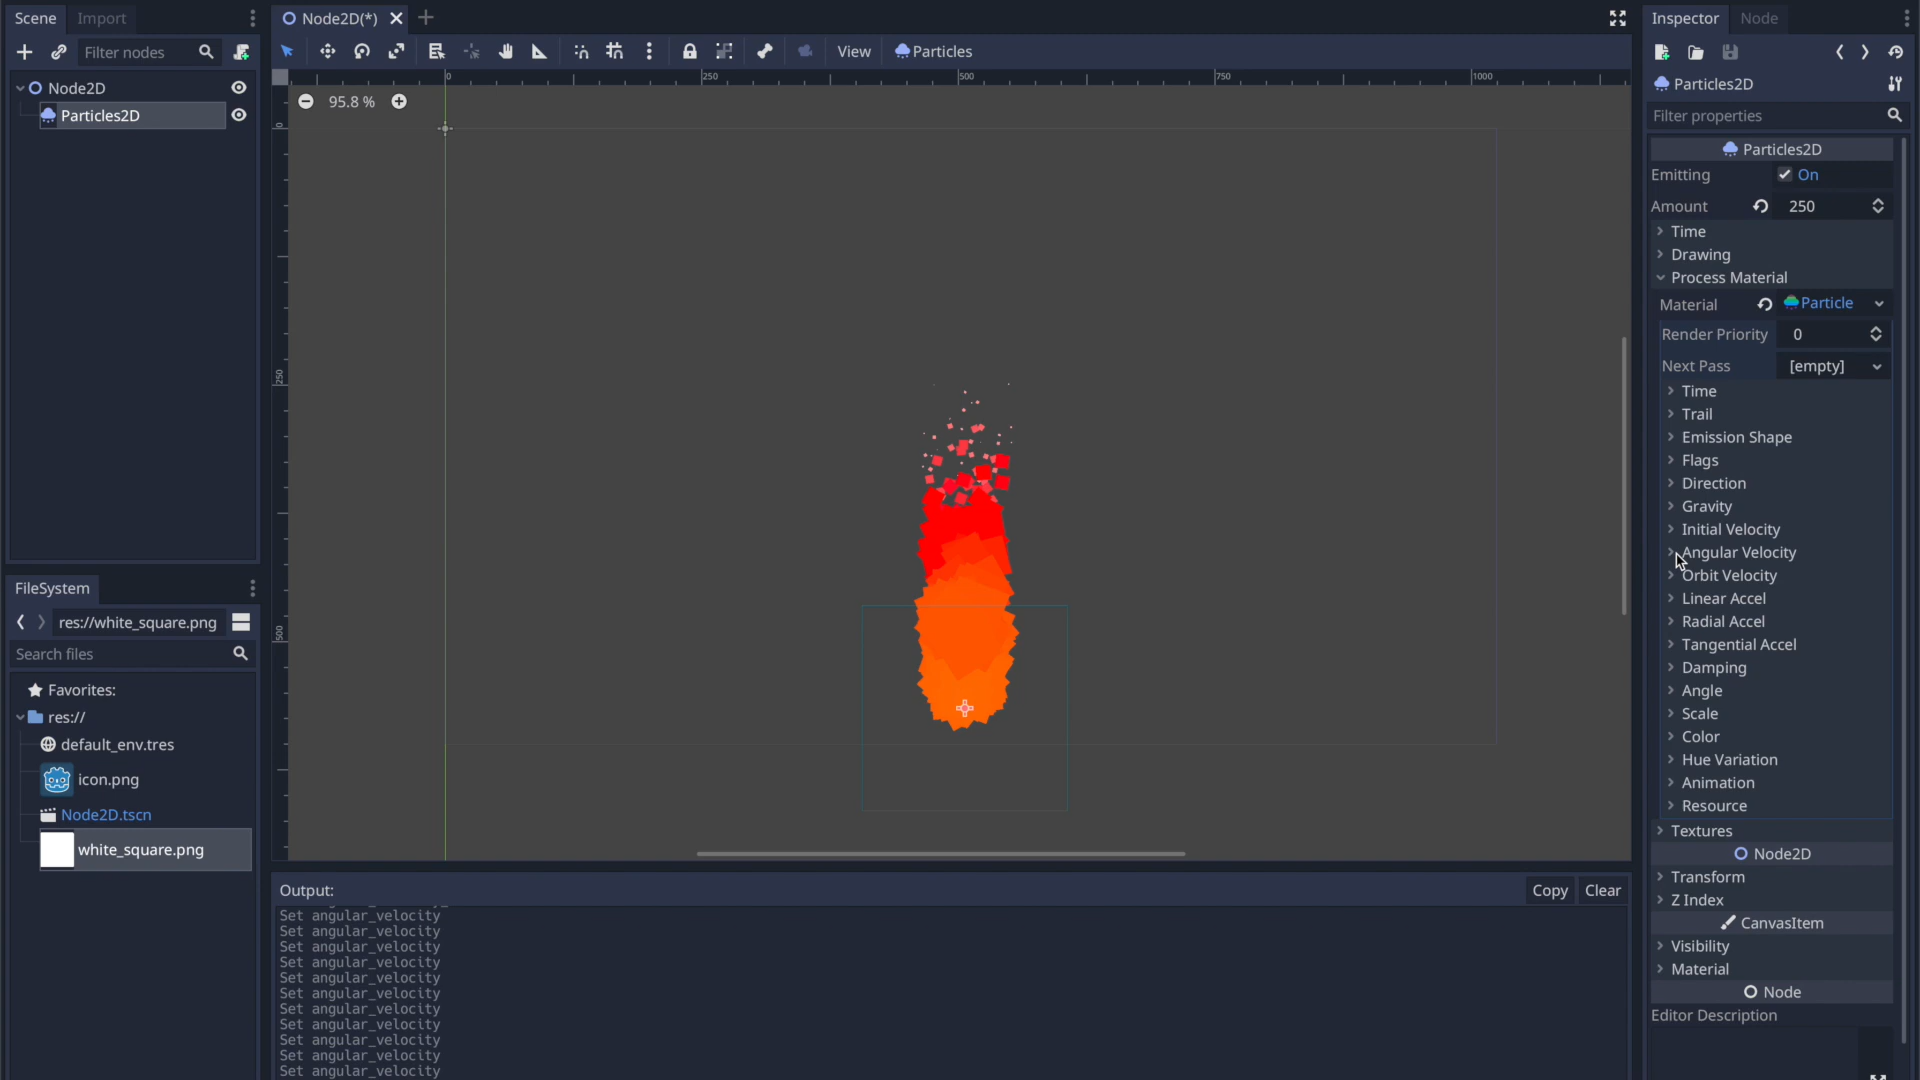 Scene
Import
Filter nodes
Node2D
Particles2D
FileSystem
res://white_square.png
Search files
Favorites:
res://
default_env.tres
icon.png
Node2D.tscn
white_square.png
Node2D(*)
View
Particles
0
250
500
750
1000
95.8 %
0
250
500
Output:
Copy
Clear
Set angular_velocity
Set angular_velocity
Set angular_velocity
Set angular_velocity
Set angular_velocity
Set angular_velocity
Set angular_velocity
Set angular_velocity
Set angular_velocity
Set angular_velocity
Set angular_velocity
Inspector
Node
Particles2D
Filter properties
Particles2D
Emitting
On
Amount
250
Time
Drawing
Process Material
Material
Particle
Render Priority
0
Next Pass
[empty]
Time
Trail
Emission Shape
Flags
Direction
Gravity
Initial Velocity
Angular Velocity
Orbit Velocity
Linear Accel
Radial Accel
Tangential Accel
Damping
Angle
Scale
Color
Hue Variation
Animation
Resource
Textures
Node2D
Transform
Z Index
CanvasItem
Visibility
Material
Node
Editor Description